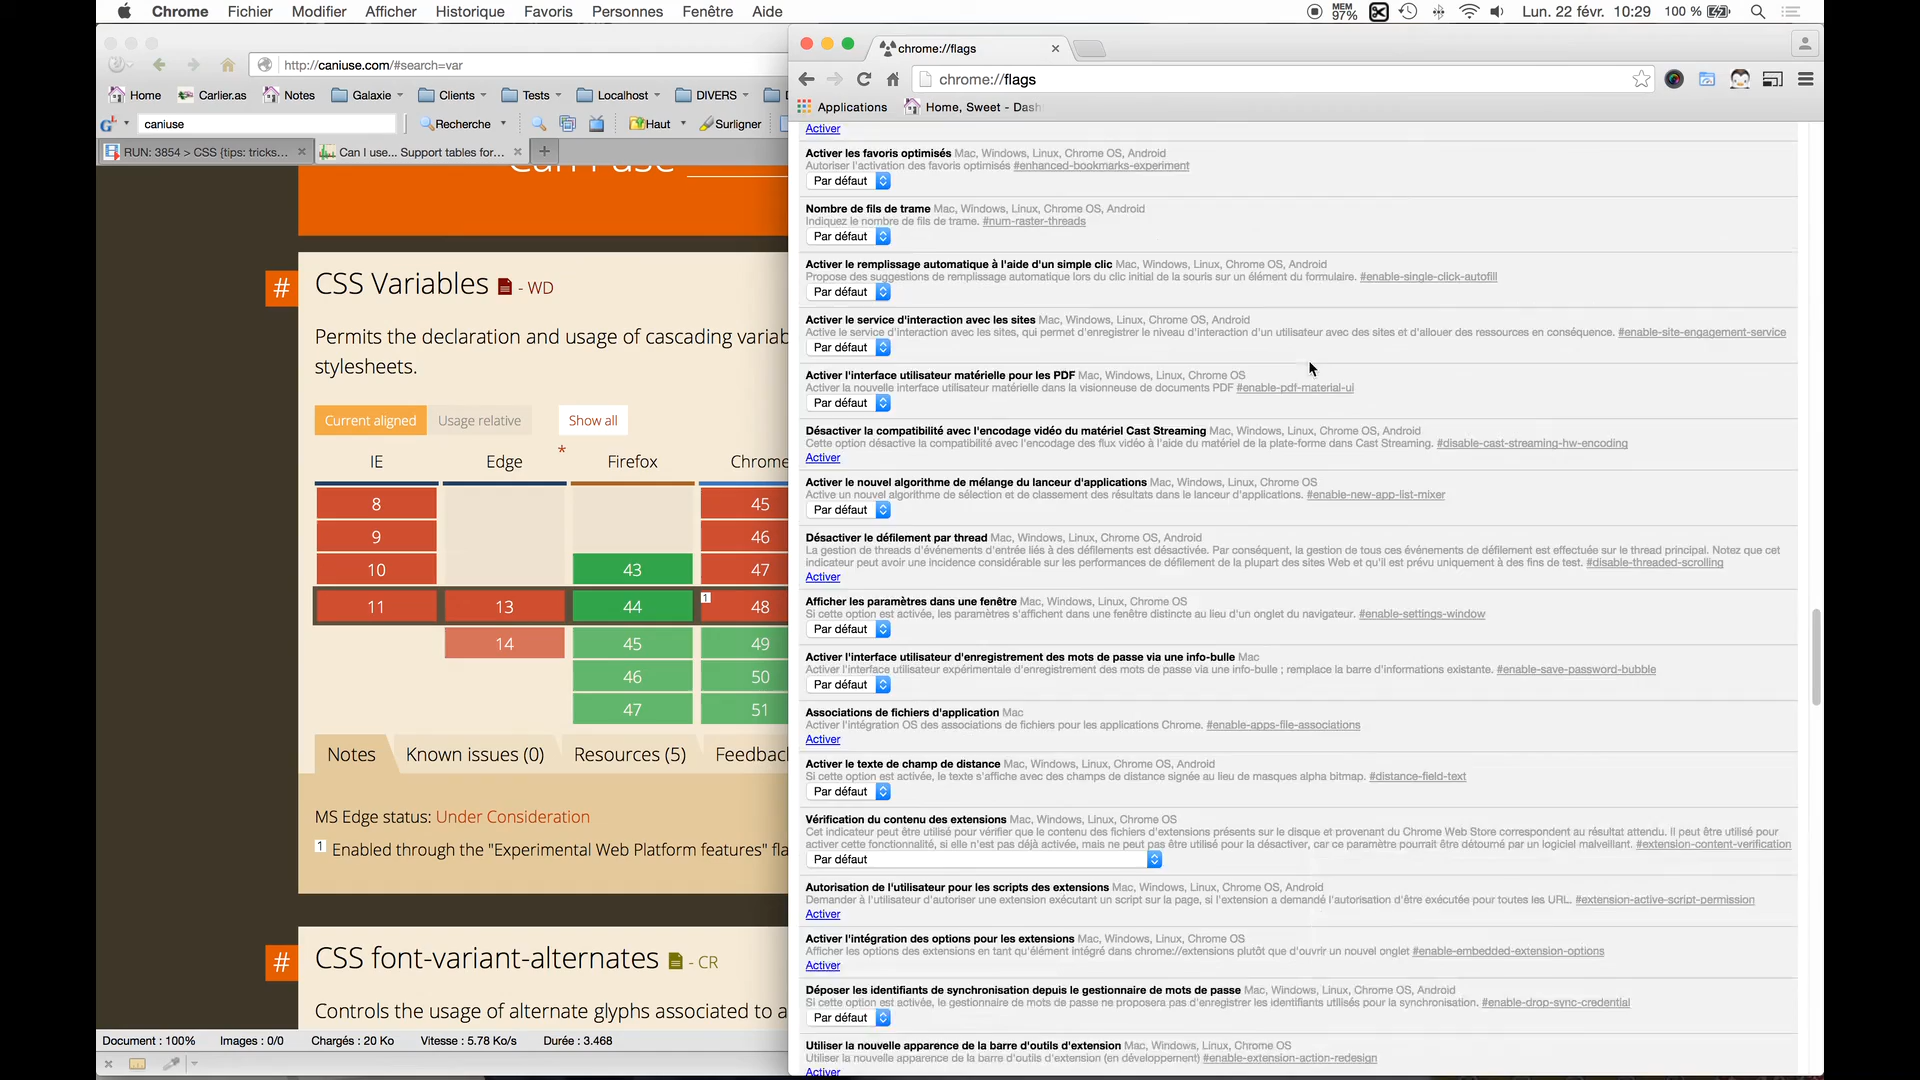 Chrome Fichier Modifier Afficher Historique Favoris Personnes Fenêtre Aide
MEM 97% Lun. 22 févr. 10:29 100 %
http://caniuse.com/#search=var
Home Carlier.as Notes Galaxie Clients Tests Localhost DIVERS
caniuse Recherche Haut Surligner
RUN: 3854 > CSS {tips: tricks... Can I use... Support tables for...
#
CSS Variables - WD
Permits the declaration and usage of cascading
stylesheets.
Current aligned Usage relative Show all
*
IE Edge Firefox Chrome
8 45
9 46
10 43 47
11 13 44 1 48
14 45 49
46 50
47 51
Notes Known issues (0) Resources (5)
MS Edge status: Under Consideration
1 Enabled through the "Experimental Web Platform features"
#
CSS font-variant-alternates - CR
Controls the usage of alternate glyphs associated to a
Document : 100% Images : 0/0 Chargés : 20 Ko Vitesse : 5.78 Ko/s Durée : 3.468
chrome://flags
chrome://flags
Applications Home, Sweet - Dash
Activer
Activer les favoris optimisés Mac, Windows, Linux, Chrome OS, Android
Autoriser l'activation des favoris optimisés #enhanced-bookmarks-experiment
Par défaut
Nombre de fils de trame Mac, Windows, Linux, Chrome OS, Android
Indiquez le nombre de fils de trame. #num-raster-threads
Par défaut
Activer le remplissage automatique à l'aide d'un simple clic Mac, Windows, Linux, Chrome OS, Android
Propose des suggestions de remplissage automatique lors du clic initial de la souris sur un élément du formulaire. #enable-single-click-autofill
Par défaut
Activer le service d'interaction avec les sites Mac, Windows, Linux, Chrome OS, Android
Active le service d'interaction avec les sites, qui permet d'enregistrer le niveau d'interaction d'un utilisateur avec des sites et d'allouer des ressources en conséquence. #enable-site-engagement-service
Par défaut
Activer l'interface utilisateur matérielle pour les PDF Mac, Windows, Linux, Chrome OS
Activer la nouvelle interface utilisateur matérielle dans la visionneuse de documents PDF #enable-pdf-material-ui
Par défaut
Désactiver la compatibilité avec l'encodage vidéo du matériel Cast Streaming Mac, Windows, Linux, Chrome OS, Android
Cette option désactive la compatibilité avec l'encodage des flux vidéo à l'aide du matériel de la plate-forme dans Cast Streaming. #disable-cast-streaming-hw-encoding
Activer
Activer le nouvel algorithme de mélange du lanceur d'applications Mac, Windows, Linux, Chrome OS
Active un nouvel algorithme de sélection et de classement des résultats dans le lanceur d'applications. #enable-new-app-list-mixer
Par défaut
Désactiver le défilement par thread Mac, Windows, Linux, Chrome OS, Android
La gestion de threads d'événements d'entrée liés à des défilements est désactivée. Par conséquent, la gestion de tous ces événements de défilement est effectuée sur le thread principal. Notez que cet
indicateur peut avoir une incidence considérable sur les performances de défilement de la plupart des sites Web et qu'il est prévu uniquement à des fins de test. #disable-threaded-scrolling
Activer
Afficher les paramètres dans une fenêtre Mac, Windows, Linux, Chrome OS
Si cette option est activée, les paramètres s'affichent dans une fenêtre distincte au lieu d'un onglet du navigateur. #enable-settings-window
Par défaut
Activer l'interface utilisateur d'enregistrement des mots de passe via une info-bulle Mac
Activer l'interface utilisateur expérimentale d'enregistrement des mots de passe via une info-bulle ; remplace la barre d'informations existante. #enable-save-password-bubble
Par défaut
Associations de fichiers d'application Mac
Activer l'intégration OS des associations de fichiers pour les applications Chrome. #enable-apps-file-associations
Activer
Activer le texte de champ de distance Mac, Windows, Linux, Chrome OS, Android
Si cette option est activée, le texte s'affiche avec des champs de distance signée au lieu de masques alpha bitmap. #distance-field-text
Par défaut
Vérification du contenu des extensions Mac, Windows, Linux, Chrome OS
Cet indicateur peut être utilisé pour vérifier que le contenu des fichiers d'extensions présents sur le disque et provenant du Chrome Web Store correspondent au résultat attendu. Il peut être utilisé pour
activer cette fonctionnalité, si elle n'est pas déjà activée, mais ne peut pas être utilisé pour la désactiver, car ce paramètre pourrait être détourné par un logiciel malveillant. #extension-content-verification
Par défaut
Autorisation de l'utilisateur pour les scripts des extensions Mac, Windows, Linux, Chrome OS, Android
Demander à l'utilisateur d'autoriser une extension exécutant un script sur la page, si l'extension a demandé l'autorisation d'être exécutée pour toutes les URL. #extension-active-script-permission
Activer
Activer l'intégration des options pour les extensions Mac, Windows, Linux, Chrome OS
Afficher les options des extensions en tant qu'élément intégré dans chrome://extensions plutôt que d'ouvrir un nouvel onglet #enable-embedded-extension-options
Activer
Déposer les identifiants de synchronisation depuis le gestionnaire de mots de passe Mac, Windows, Linux, Chrome OS, Android
Si cette option est activée, le gestionnaire de mots de passe ne proposera pas d'enregistrer les identifiants utilisés pour la synchronisation. #enable-drop-sync-credential
Par défaut
Utiliser la nouvelle apparence de la barre d'outils d'extension Mac, Windows, Linux, Chrome OS
Utiliser la nouvelle apparence de la barre d'outils d'extension (en développement) #enable-extension-action-redesign
Activer